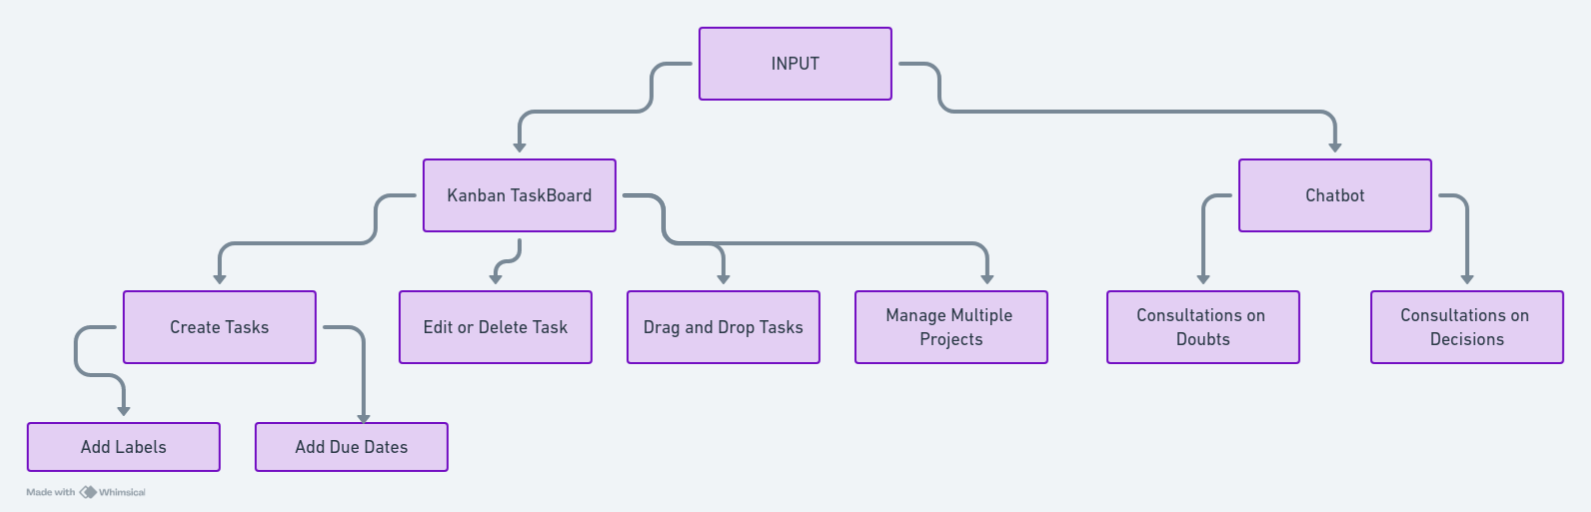 INPUT
Kanban TaskBoard
Chatbot
Create Tasks
Edit or Delete Task
Drag and Drop Tasks
Manage Multiple
Projects
Consultations on
Doubts
Consultations on
Decisions
Add Labels
Add Due Dates
Made with Whimsical